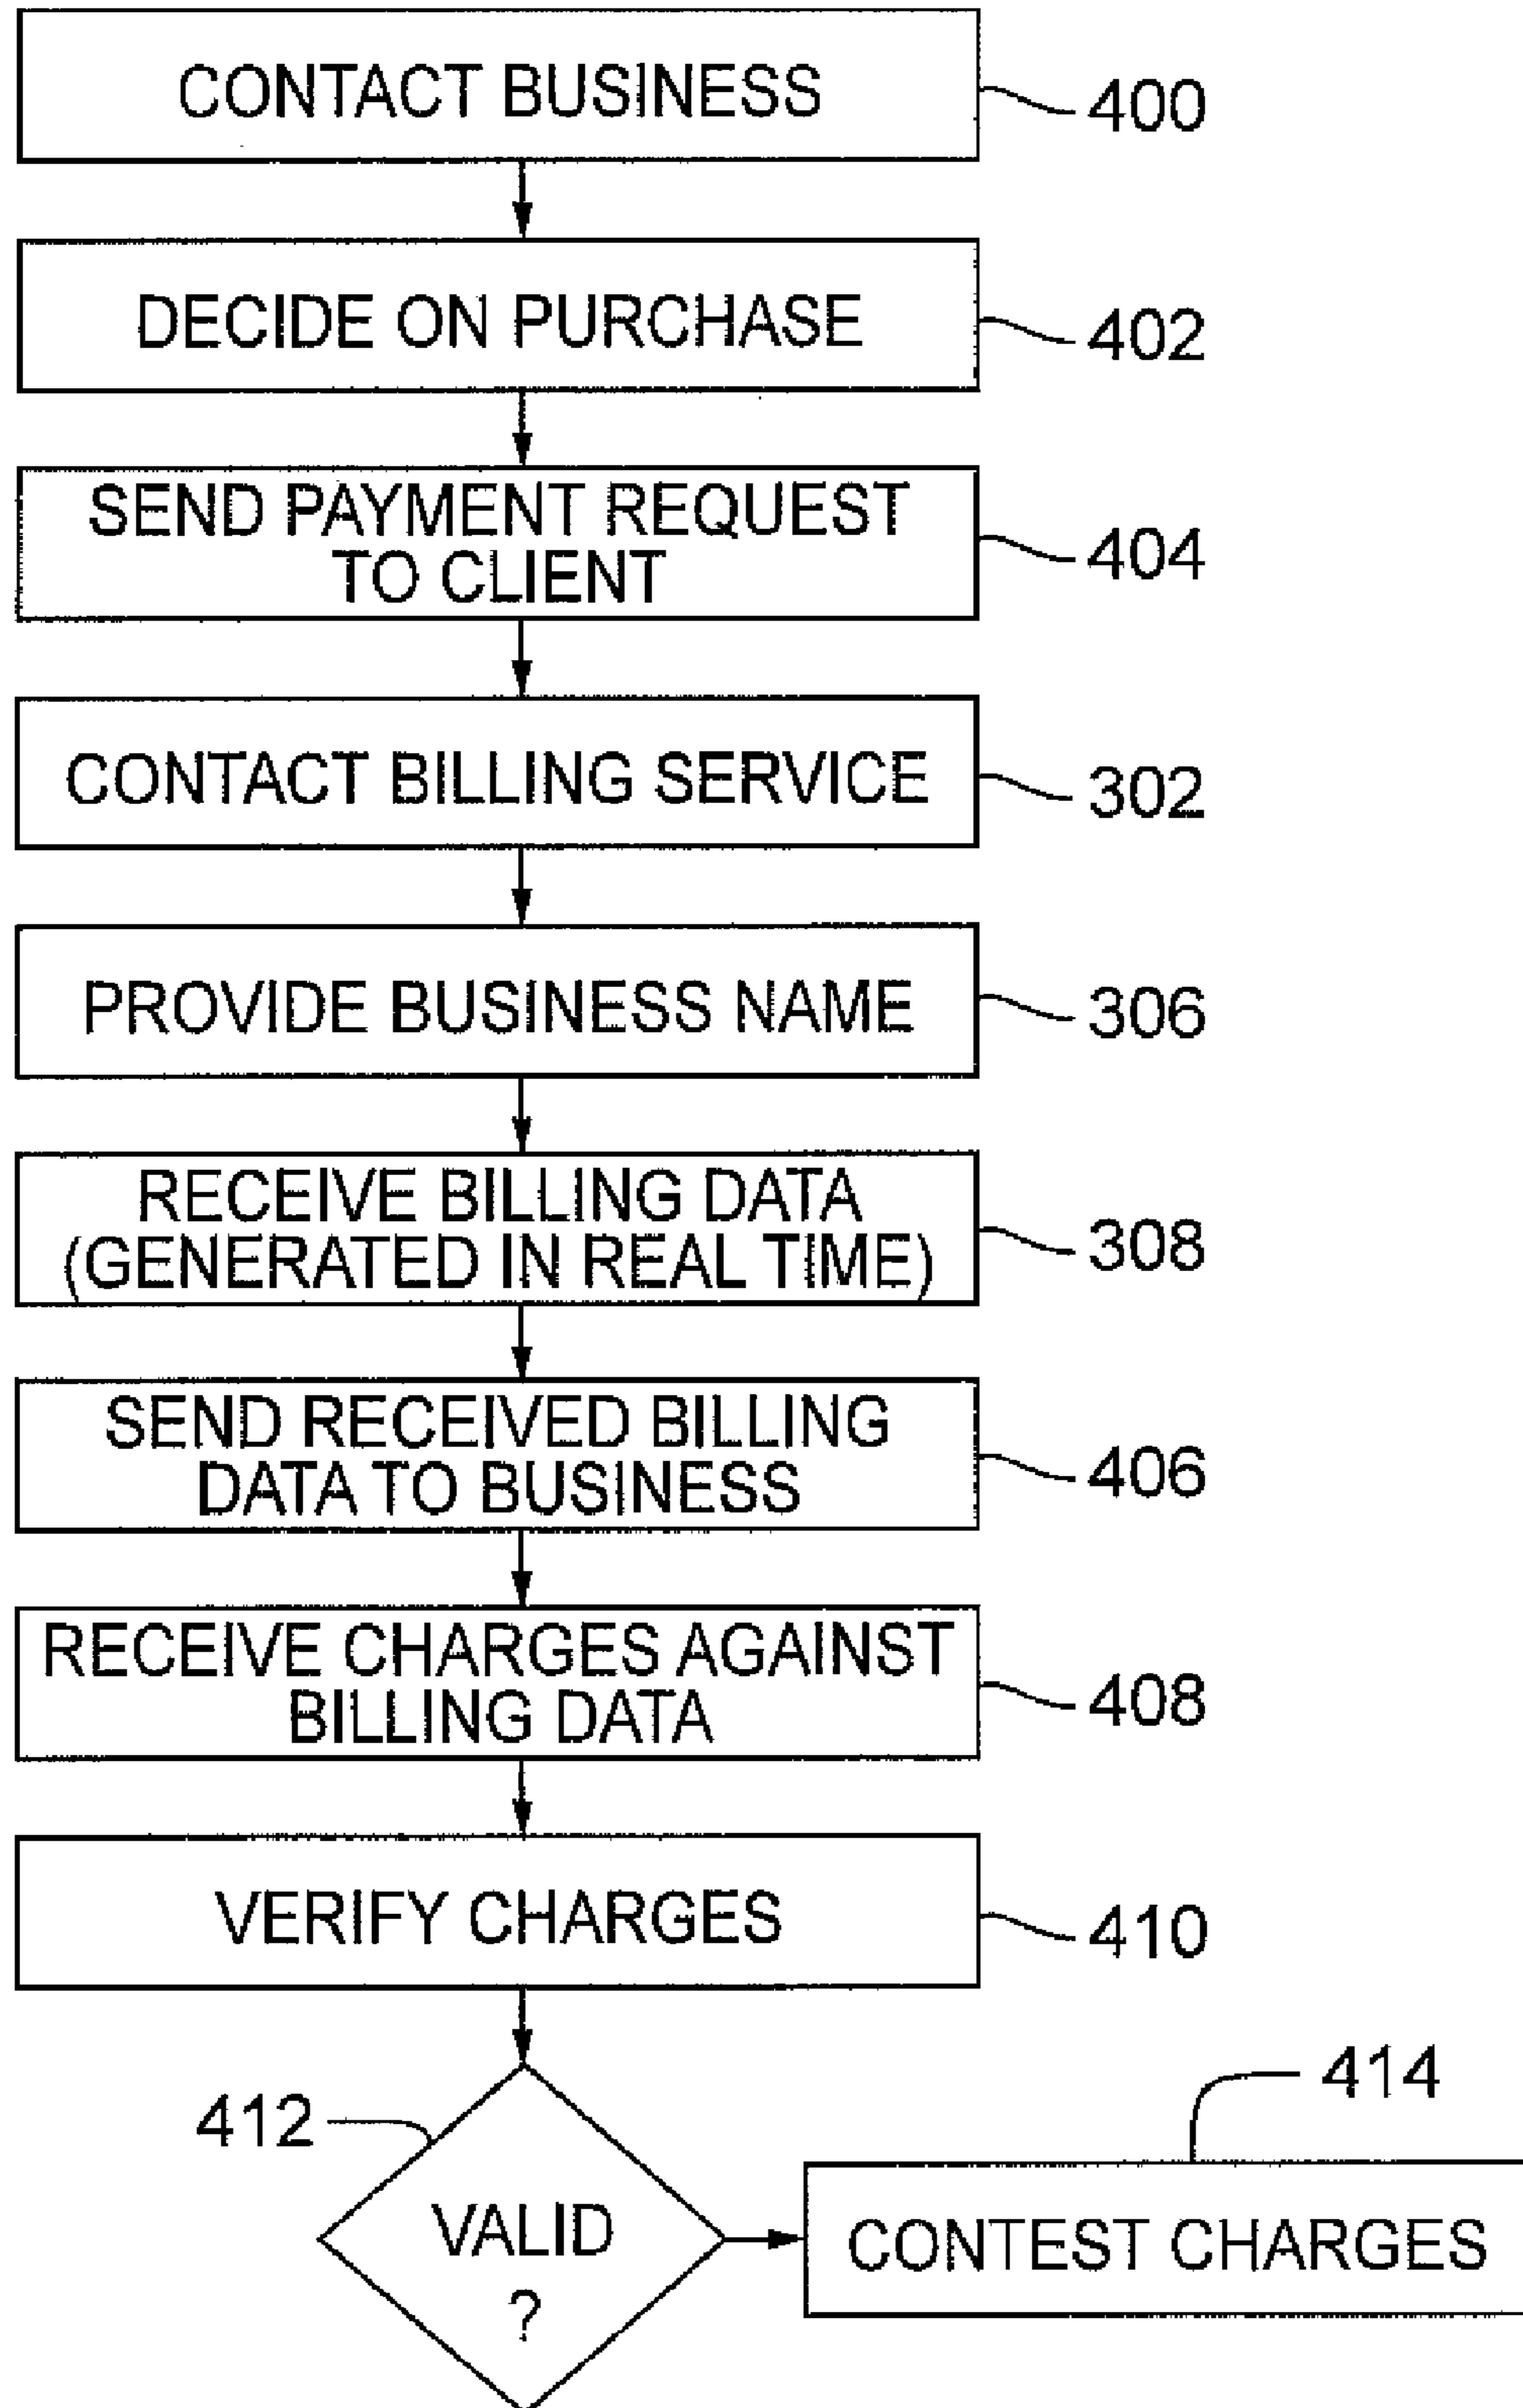 CONTACT BUSINESS
400
DECIDE ON PURCHASE
402
SEND PAYMENT REQUEST
TO CLIENT
404
CONTACT BILLING SERVICE
302
PROVIDE BUSINESS NAME
306
RECEIVE BILLING DATA
(GENERATED IN REAL TIME)
308
SEND RECEIVED BILLING
DATA TO BUSINESS
406
RECEIVE CHARGES AGAINST
BILLING DATA
408
VERIFY CHARGES
410
412
VALID
?
414
CONTEST CHARGES